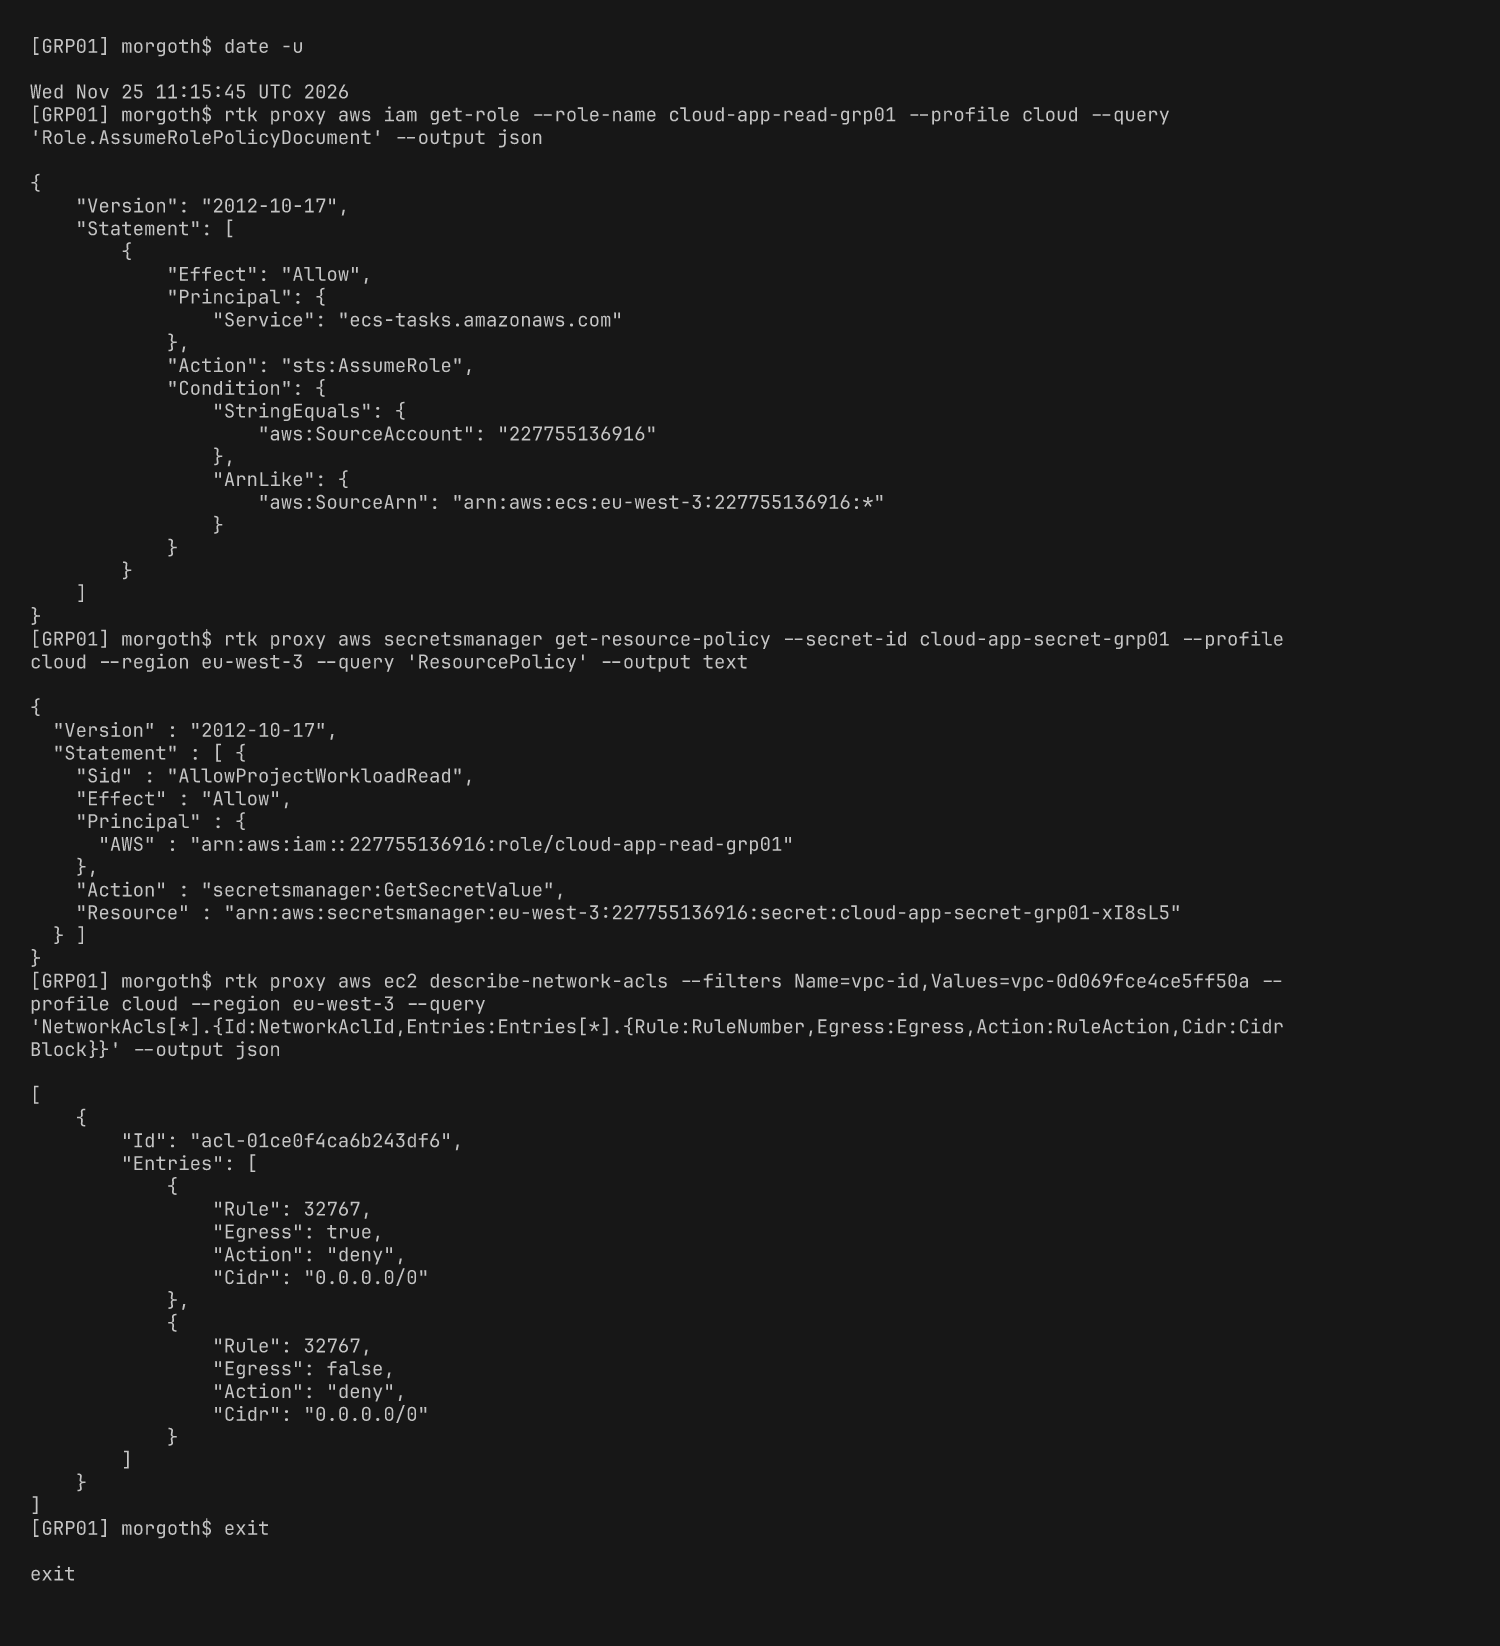 [GRP01] morgoth$ date -u

Wed Nov 25 11:15:45 UTC 2026
[GRP01] morgoth$ rtk proxy aws iam get-role --role-name cloud-app-read-grp01 --profile cloud --query
'Role.AssumeRolePolicyDocument' --output json

{
    "Version": "2012-10-17",
    "Statement": [
        {
            "Effect": "Allow",
            "Principal": {
                "Service": "ecs-tasks.amazonaws.com"
            },
            "Action": "sts:AssumeRole",
            "Condition": {
                "StringEquals": {
                    "aws:SourceAccount": "227755136916"
                },
                "ArnLike": {
                    "aws:SourceArn": "arn:aws:ecs:eu-west-3:227755136916:*"
                }
            }
        }
    ]
}
[GRP01] morgoth$ rtk proxy aws secretsmanager get-resource-policy --secret-id cloud-app-secret-grp01 --profile
cloud --region eu-west-3 --query 'ResourcePolicy' --output text

{
  "Version" : "2012-10-17",
  "Statement" : [ {
    "Sid" : "AllowProjectWorkloadRead",
    "Effect" : "Allow",
    "Principal" : {
      "AWS" : "arn:aws:iam::227755136916:role/cloud-app-read-grp01"
    },
    "Action" : "secretsmanager:GetSecretValue",
    "Resource" : "arn:aws:secretsmanager:eu-west-3:227755136916:secret:cloud-app-secret-grp01-xI8sL5"
  } ]
}
[GRP01] morgoth$ rtk proxy aws ec2 describe-network-acls --filters Name=vpc-id,Values=vpc-0d069fce4ce5ff50a --
profile cloud --region eu-west-3 --query
'NetworkAcls[*].{Id:NetworkAclId,Entries:Entries[*].{Rule:RuleNumber,Egress:Egress,Action:RuleAction,Cidr:Cidr
Block}}' --output json

[
    {
        "Id": "acl-01ce0f4ca6b243df6",
        "Entries": [
            {
                "Rule": 32767,
                "Egress": true,
                "Action": "deny",
                "Cidr": "0.0.0.0/0"
            },
            {
                "Rule": 32767,
                "Egress": false,
                "Action": "deny",
                "Cidr": "0.0.0.0/0"
            }
        ]
    }
]
[GRP01] morgoth$ exit

exit